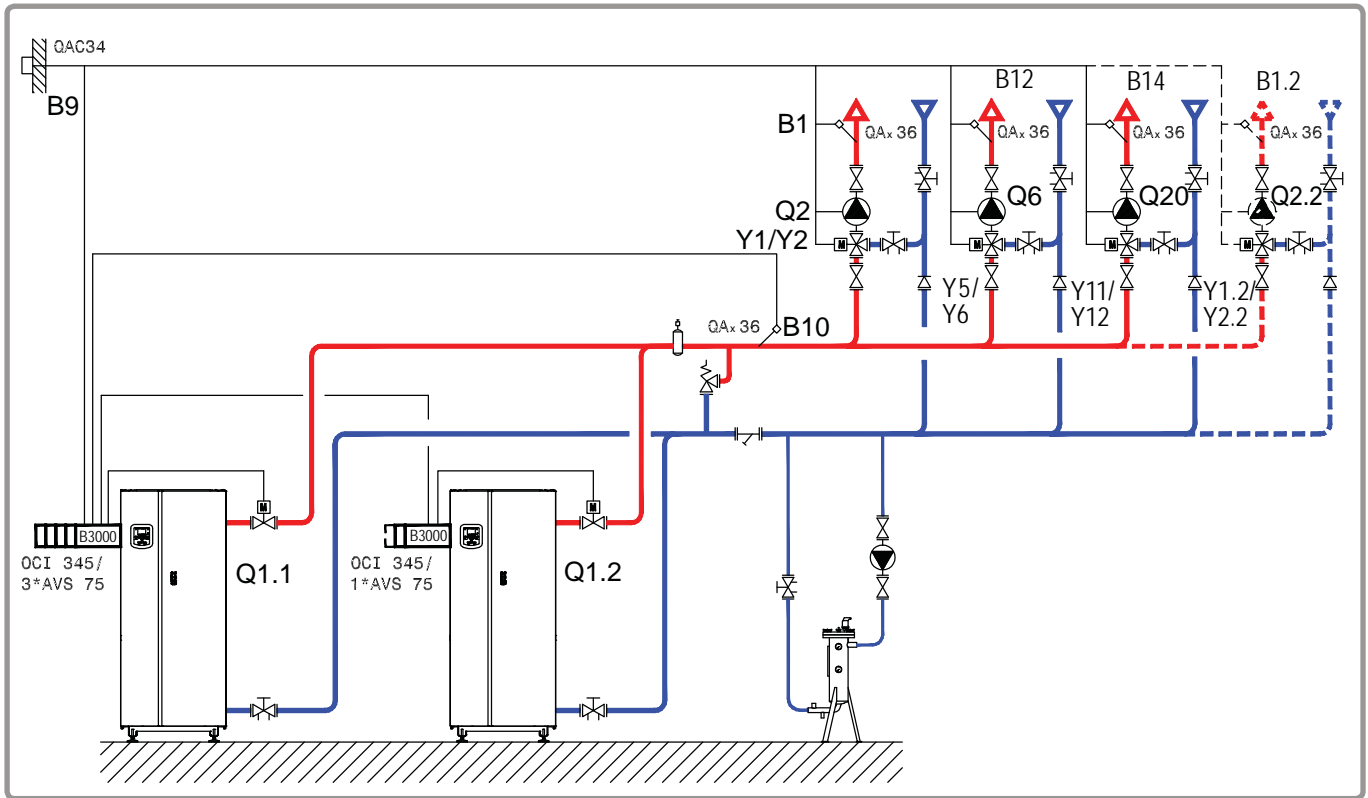 QAC34
B9
B12
B14
B1.2
B1
QAx 36
QAx 36
QAx 36
QAx 36
Q2
Q6
Q20
Q2.2
Y1/Y2
M
M
M
M
Y5/
Y6
Y11/
Y12
Y1.2/
Y2.2
QAx 36
B10
M
M
B3000
B3000
OCI 345/
3*AVS 75
Q1.1
OCI 345/
1*AVS 75
Q1.2